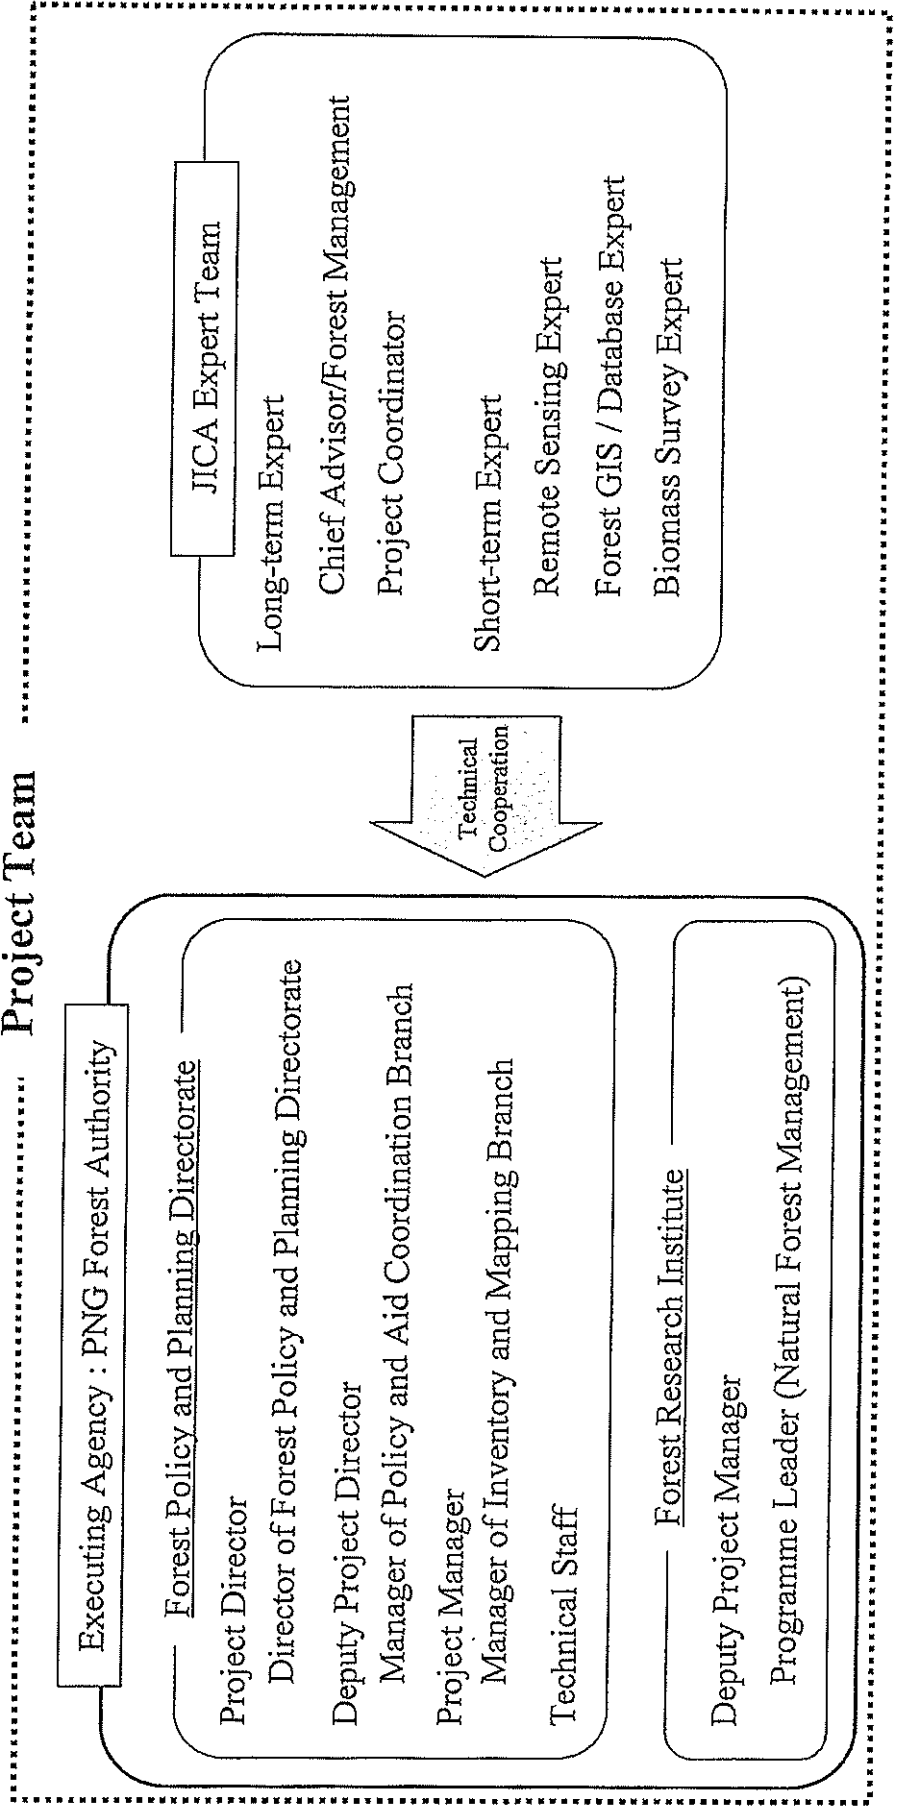 Project Team
Executing Agency : PNG Forest Authority
Forest Policy and Planning Directorate
Project Director
Director of Forest Policy and Planning Directorate
Deputy Project Director
Manager of Policy and Aid Coordination Branch
Project Manager
Manager of Inventory and Mapping Branch
Technical Staff
Forest Research Institute
Deputy Project Manager
Programme Leader (Natural Forest Management)
Technical
Cooperation
JICA Expert Team
Long-term Expert
Chief Advisor/Forest Management
Project Coordinator
Short-term Expert
Remote Sensing Expert
Forest GIS / Database Expert
Biomass Survey Expert